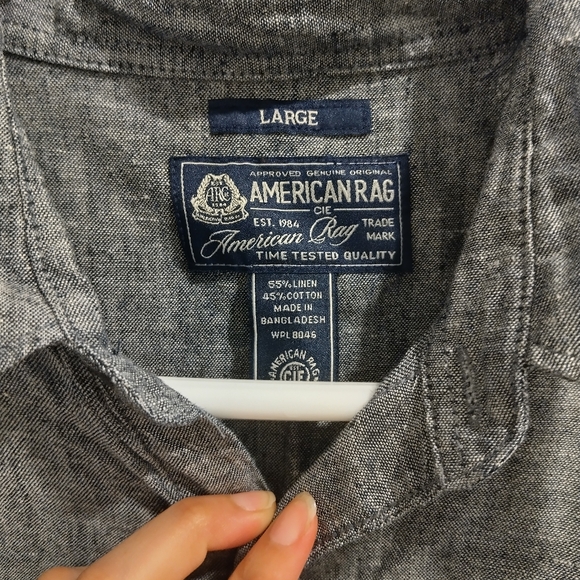 LARGE
APPROVED GENUINE ORIGINAL
AMERICAN RAG
CIE
EST. 1984
American Rag
TRADE
MARK
TIME TESTED QUALITY
ARC
55% LINEN
45% COTTON
MADE IN
BANGLADESH
WPL 8046
AMERICAN RAG
CIE